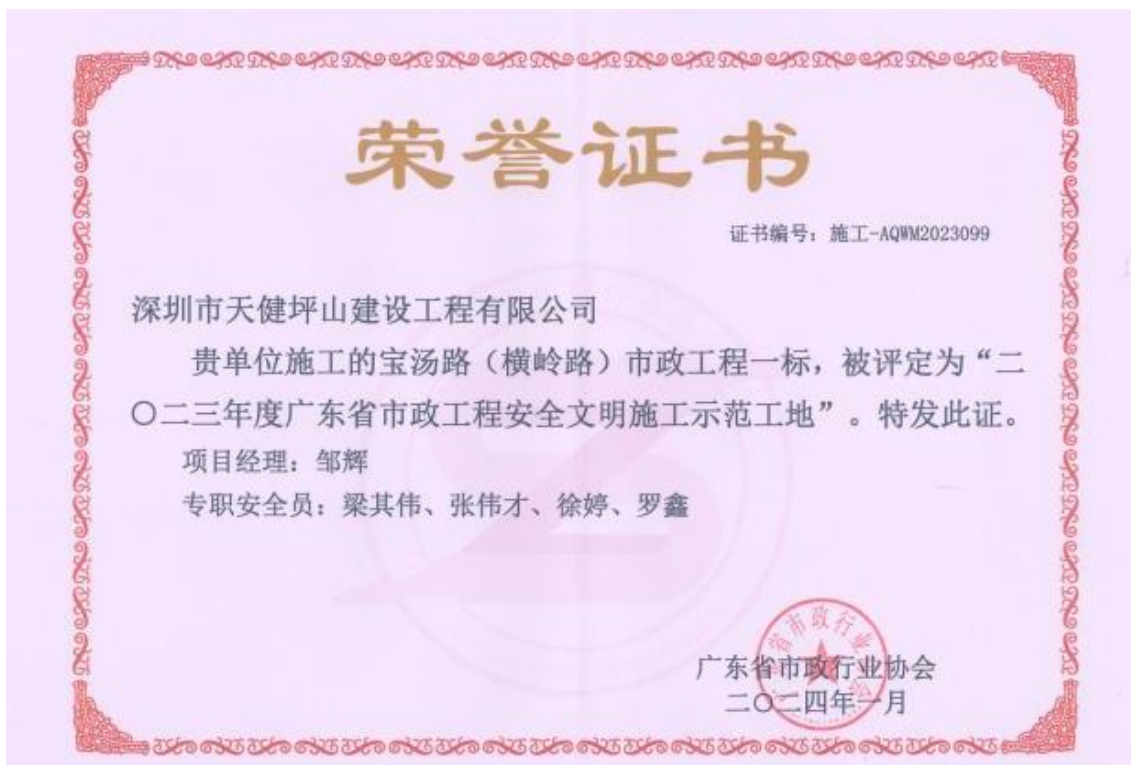 荣誉证书
证书编号：施工-AQWM2023099
深圳市天健坪山建设工程有限公司
贵单位施工的宝汤路（横岭路）市政工程一标，被评定为“二
〇二三年度广东省市政工程安全文明施工示范工地”。特发此证。
项目经理：邹辉
专职安全员：梁其伟、张伟才、徐婷、罗鑫
广东省市政行业协会
二〇二四年一月